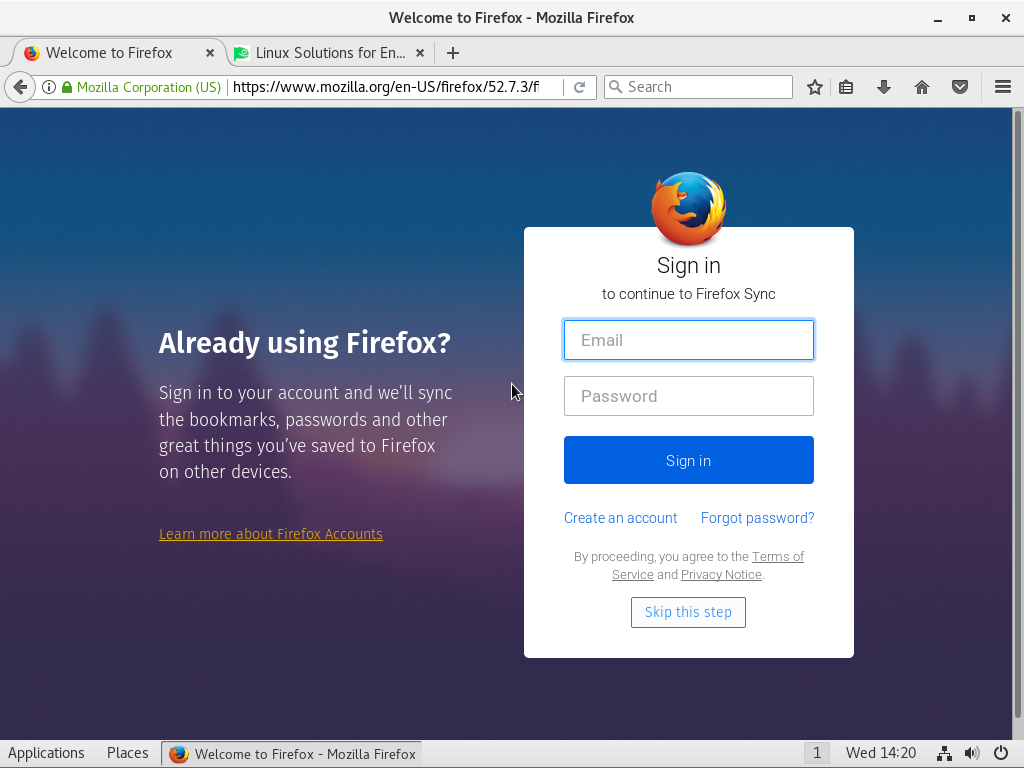 Welcome to Firefox - Mozilla Firefox
Welcome to Firefox
Linux Solutions for En...
Mozilla Corporation (US)
https://www.mozilla.org/en-US/firefox/52.7.3/fi
Search
Sign in
to continue to Firefox Sync
Email
Password
Sign in
Create an account
Forgot password?
By proceeding, you agree to the Terms of
Service and Privacy Notice.
Skip this step
Already using Firefox?
Sign in to your account and we’ll sync
the bookmarks, passwords and other
great things you’ve saved to Firefox
on other devices.
Learn more about Firefox Accounts
Applications
Places
Welcome to Firefox - Mozilla Firefox
1
Wed 14:20